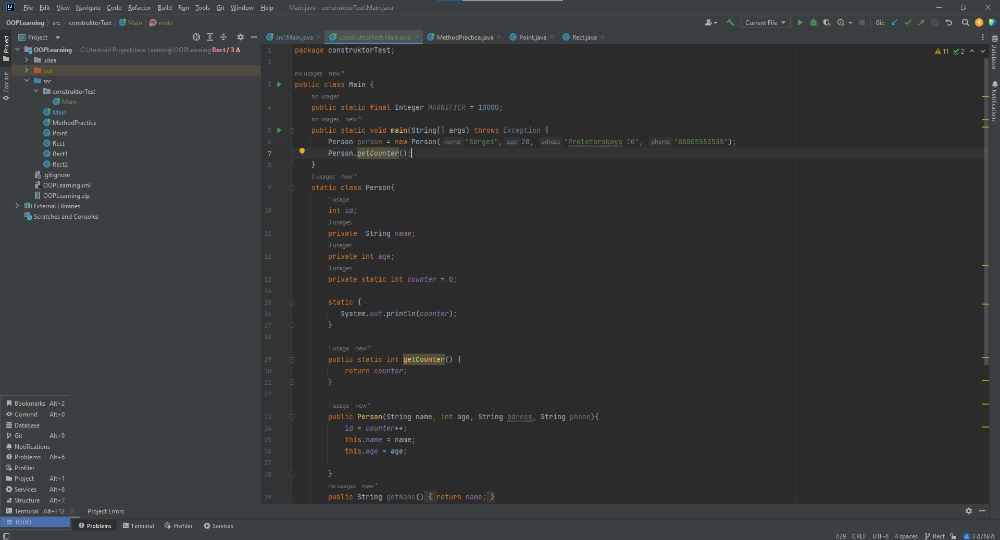 File Edit View Navigate Code Refactor Build Run Tools Git Window Help Main.java - construktorTest\Main.java
OOPLearning src construktorTest Main main Current File Git:
Project src\Main.java construktorTest\Main.java MethodPractice.java Point.java Rect.java
Project
Commit
OOPLearning - C:\Android Project\Java Learning\OOPLearning Rect / 3 Δ
.idea
out
src
construktorTest
Main
Main
MethodPractice
Point
Rect
Rect1
Rect2
.gitignore
OOPLearning.iml
OOPLearning.zip
External Libraries
Scratches and Consoles
11 2
1 package construktorTest;
2
no usages new *
3 public class Main {
no usages
4 public static final Integer MAGNIFIER = 10000;
no usages new *
5 public static void main(String[] args) throws Exception {
6 Person person = new Person( name: "Sergei", age: 28, adress: "Proletarskaya 10", phone: "88005553535");
7 Person.getCounter();
8 }
3 usages new *
9 static class Person{
1 usage
10 int id;
3 usages
11 private  String name;
3 usages
12 private int age;
3 usages
13 private static int counter = 0;
14
15 static {
16 System.out.println(counter);
17 }
18
1 usage new *
19 public static int getCounter() {
20 return counter;
21 }
22
1 usage new *
23 public Person(String name, int age, String adress, String phone){
24 id = counter++;
25 this.name = name;
26 this.age = age;
27
28 }
no usages new *
29 public String getName() { return name; }
Database
Notifications
Bookmarks Alt+2
Commit Alt+0
Database
Git Alt+9
Notifications
Problems Alt+6
Profiler
Project Alt+1
Services Alt+8
Structure Alt+7
Terminal Alt+F12
TODO
3 Project Errors
Problems Terminal Profiler Services
7:29 CRLF UTF-8 4 spaces Rect 3 Δ/N/A